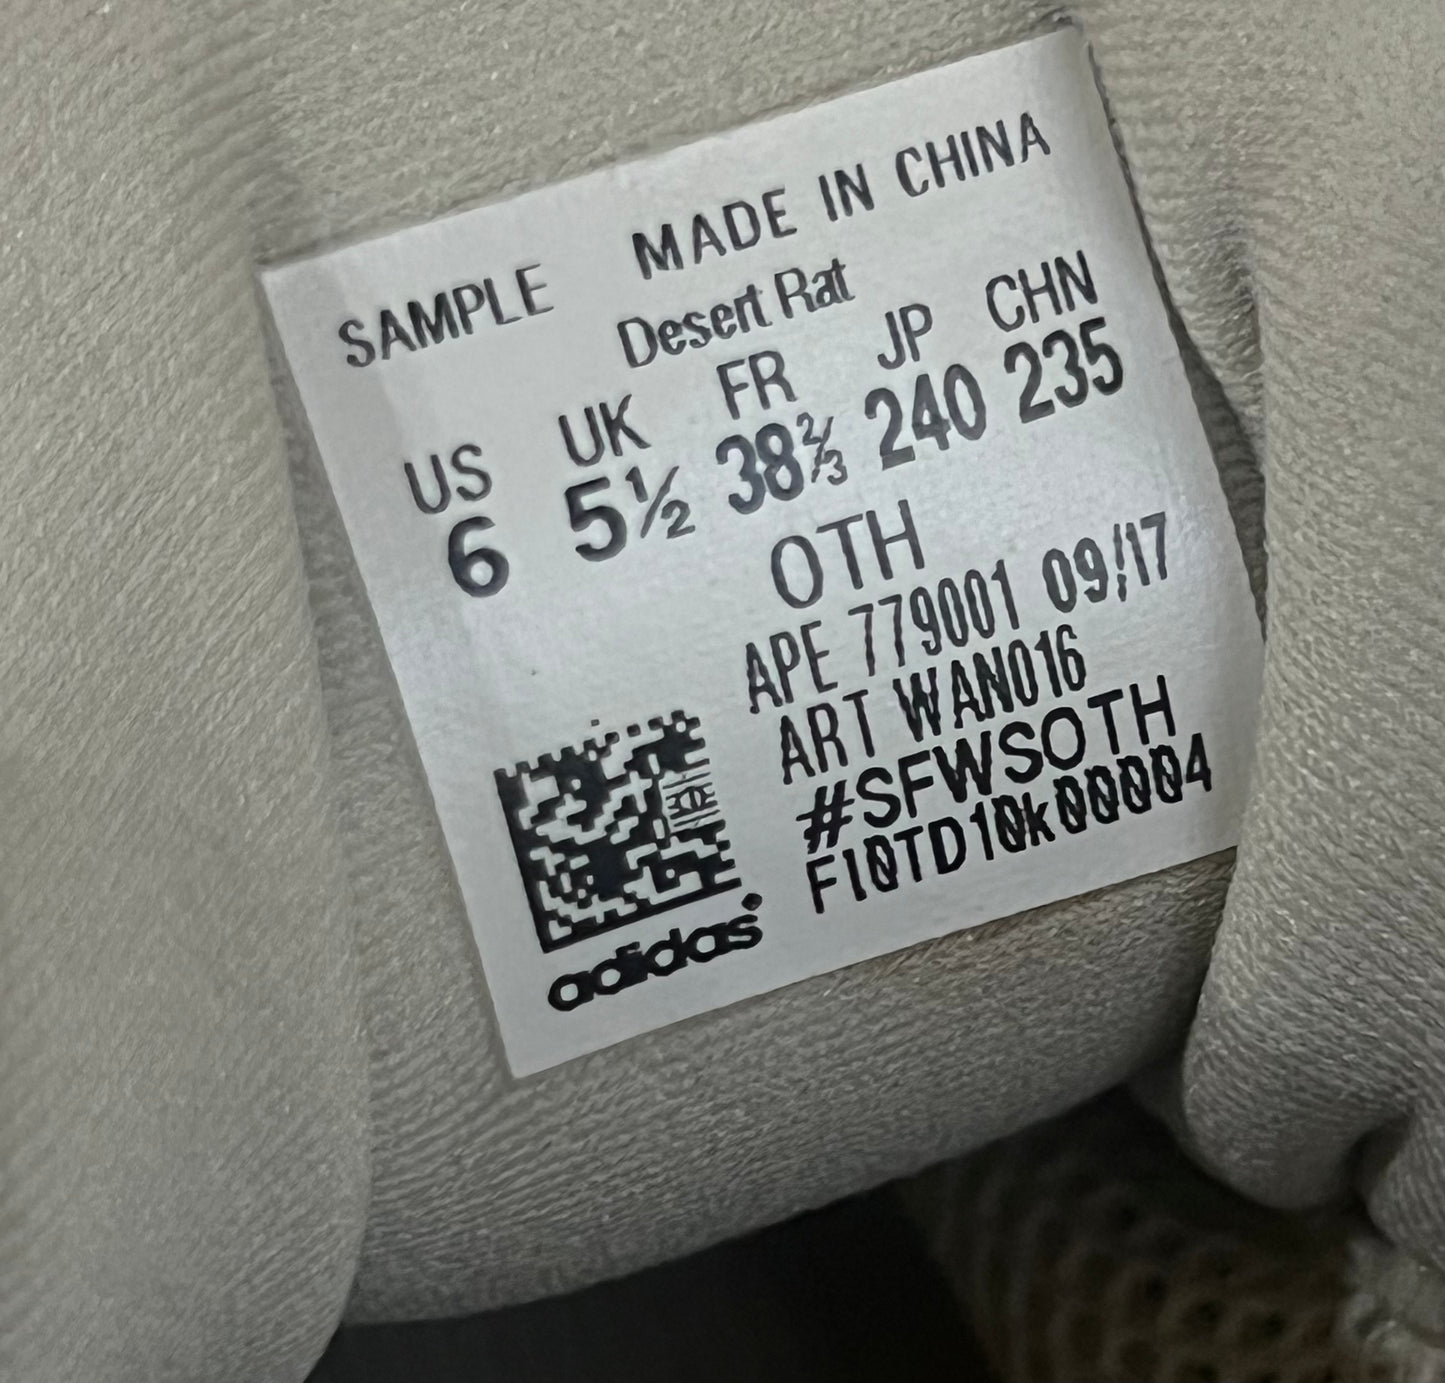 SAMPLE MADE IN CHINA
Desert Rat
US UK FR JP CHN
6 5½ 38⅔ 240 235
OTH
APE 779001 09/17
ART WAN016
#SFWSOTH
F10TD10k00004
adidas